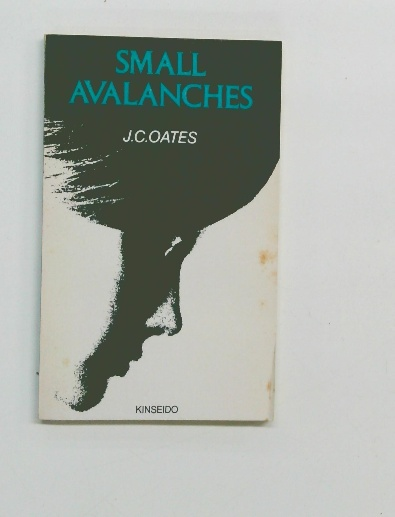 SMALL
AVALANCHES
J.C.OATES
KINSEIDO